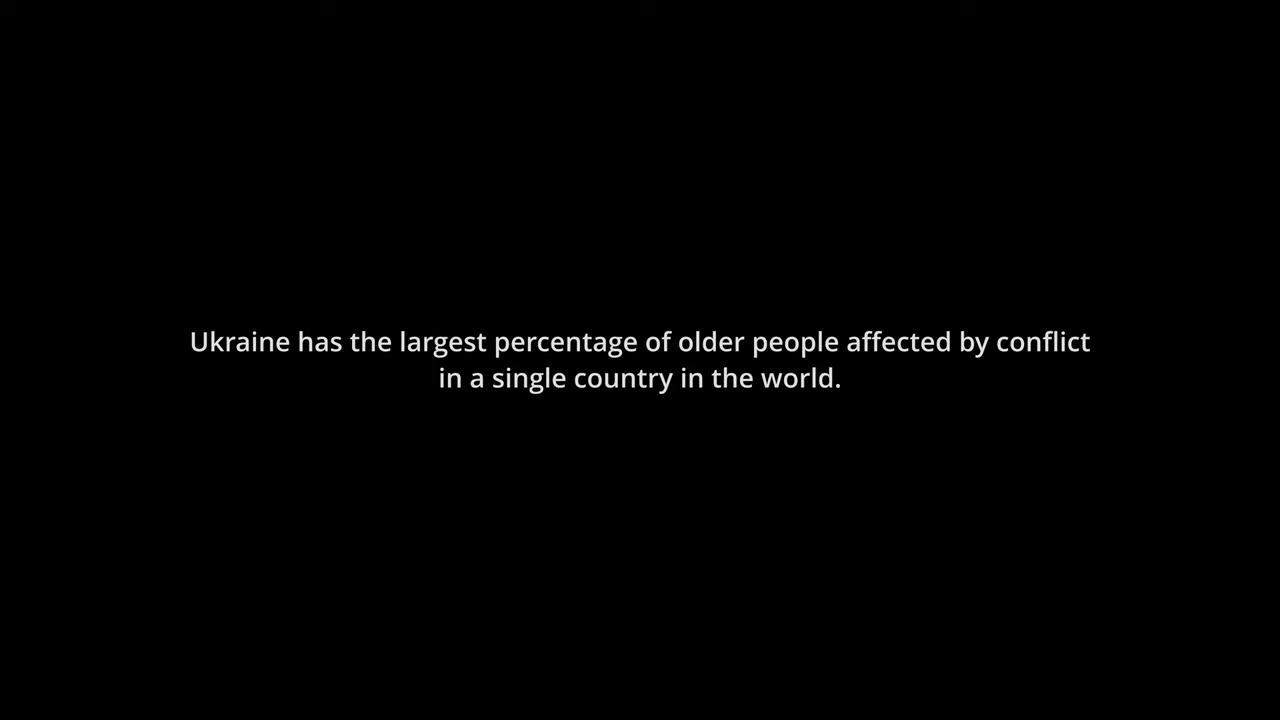 Ukraine has the largest percentage of older people affected by conflict
in a single country in the world.